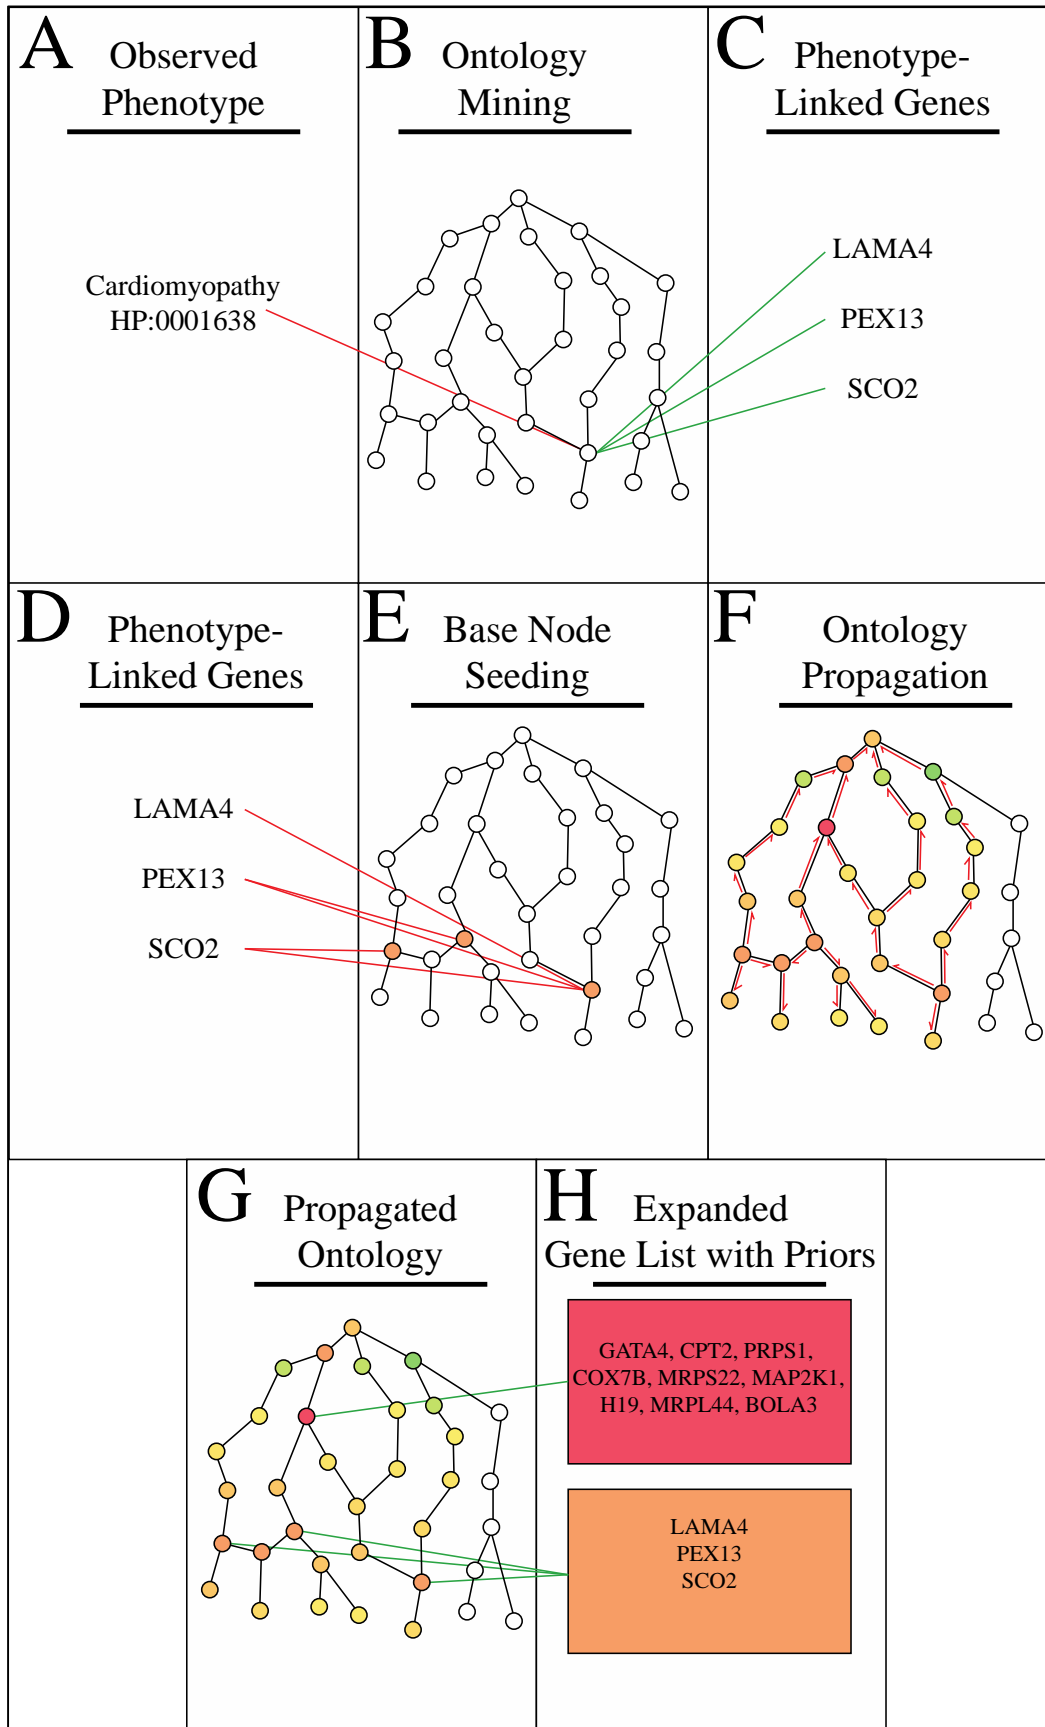 A
Observed
Phenotype
Cardiomyopathy
HP:0001638
B
Ontology
Mining
C
Phenotype-
Linked Genes
LAMA4
PEX13
SCO2
D
Phenotype-
Linked Genes
LAMA4
PEX13
SCO2
E
Base Node
Seeding
F
Ontology
Propagation
G
Propagated
Ontology
H
Expanded
Gene List with Priors
GATA4, CPT2, PRPS1,
COX7B, MRPS22, MAP2K1,
H19, MRPL44, BOLA3
LAMA4
PEX13
SCO2